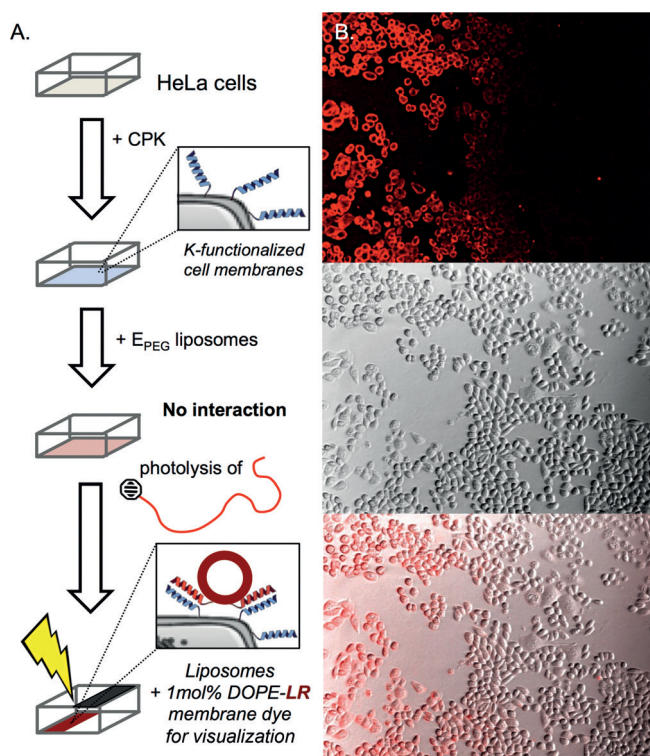 A.
B.
HeLa cells
+ CPK
K-functionalized
cell membranes
+ EPEG liposomes
No interaction
photolysis of
Liposomes
+ 1mol% DOPE-LR
membrane dye
for visualization